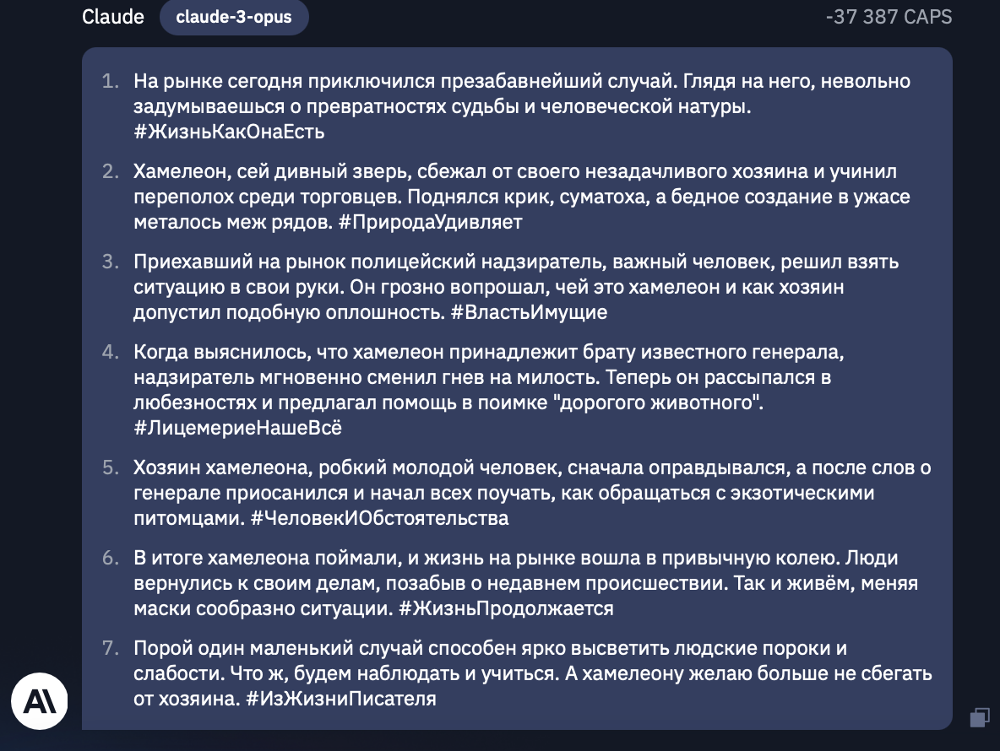 Claude claude-3-opus -37 387 CAPS
1. На рынке сегодня приключился презабавнейший случай. Глядя на него, невольно
задумываешься о превратностях судьбы и человеческой натуры.
#ЖизньКакОнаЕсть
2. Хамелеон, сей дивный зверь, сбежал от своего незадачливого хозяина и учинил
переполох среди торговцев. Поднялся крик, суматоха, а бедное создание в ужасе
металось меж рядов. #ПриродаУдивляет
3. Приехавший на рынок полицейский надзиратель, важный человек, решил взять
ситуацию в свои руки. Он грозно вопрошал, чей это хамелеон и как хозяин
допустил подобную оплошность. #ВластьИмущие
4. Когда выяснилось, что хамелеон принадлежит брату известного генерала,
надзиратель мгновенно сменил гнев на милость. Теперь он рассыпался в
любезностях и предлагал помощь в поимке "дорогого животного".
#ЛицемериеНашеВсё
5. Хозяин хамелеона, робкий молодой человек, сначала оправдывался, а после слов о
генерале приосанился и начал всех поучать, как обращаться с экзотическими
питомцами. #ЧеловекИОбстоятельства
6. В итоге хамелеона поймали, и жизнь на рынке вошла в привычную колею. Люди
вернулись к своим делам, позабыв о недавнем происшествии. Так и живём, меняя
маски сообразно ситуации. #ЖизньПродолжается
7. Порой один маленький случай способен ярко высветить людские пороки и
слабости. Что ж, будем наблюдать и учиться. А хамелеону желаю больше не сбегать
от хозяина. #ИзЖизниПисателя
A\